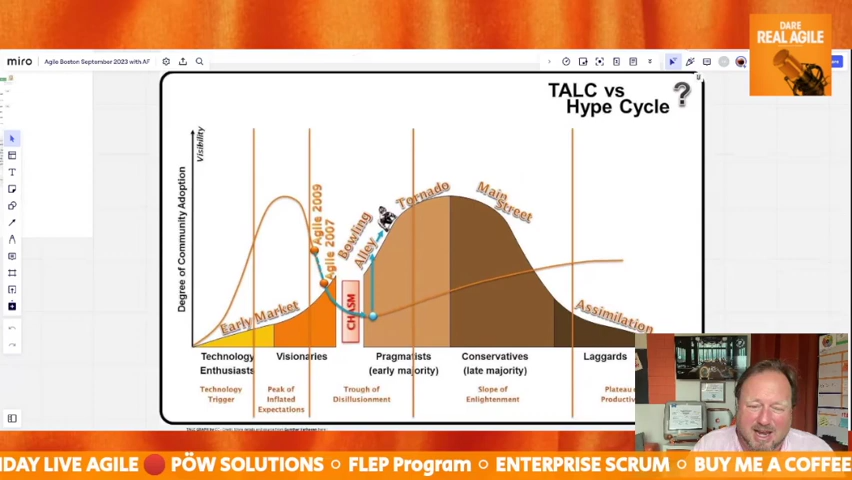 DARE
REAL AGILE
miro
Agile Boston September 2023 with AF
TALC vs
Hype Cycle
?
Visibility
Degree of Community Adoption
Agile 2009
Agile 2007
Bowling
Alley
Tornado
Main
Street
Early Market
CHASM
Assimilation
Technology
Enthusiasts
Visionaries
Pragmatists
(early majority)
Conservatives
(late majority)
Laggards
Technology
Trigger
Peak of
Inflated
Expectations
Trough of
Disillusionment
Slope of
Enlightenment
Plateau
Producti
DAY LIVE AGILE 🔴 PÖW SOLUTIONS ○ FLEP Program ○ ENTERPRISE SCRUM ○ BUY ME A COFFEE